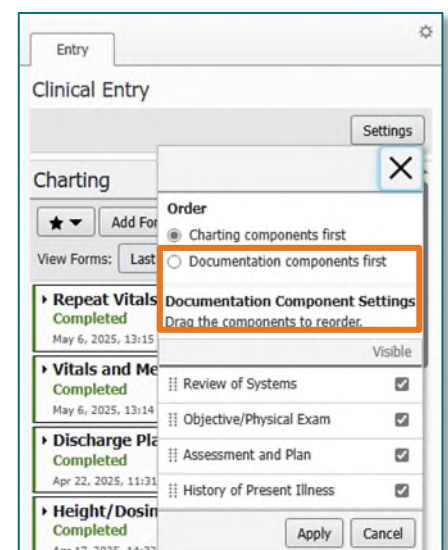 Entry
Clinical Entry
Settings
Charting
Add For
View Forms: Last
Repeat Vitals
Completed
May 6, 2025, 13:15
Vitals and Me
Completed
May 6, 2025, 13:14
Discharge Pla
Completed
Apr 22, 2025, 11:31
Height/Dosin
Completed
Order
Charting components first
Documentation components first
Documentation Component Settings
Drag the components to reorder.
Visible
Review of Systems
Objective/Physical Exam
Assessment and Plan
History of Present Illness
Apply Cancel